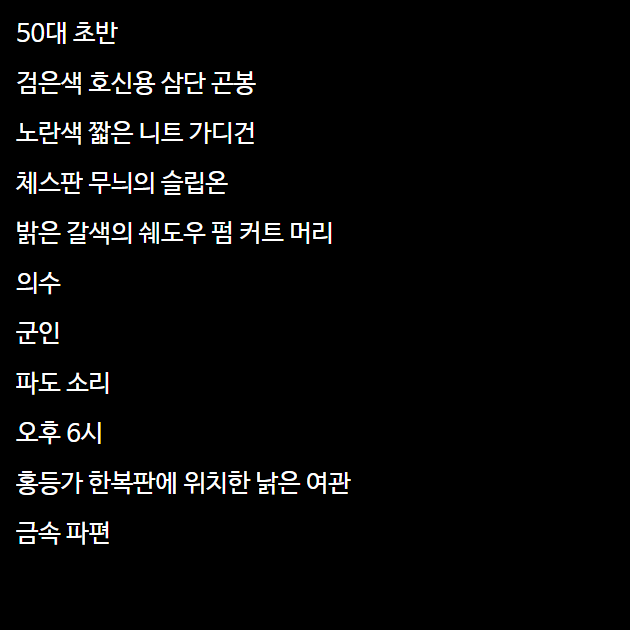 50대 초반
검은색 호신용 삼단 곤봉
노란색 짧은 니트 가디건
체스판 무늬의 슬립온
밝은 갈색의 쉐도우 펌 커트 머리
의수
군인
파도 소리
오후 6시
홍등가 한복판에 위치한 낡은 여관
금속 파편